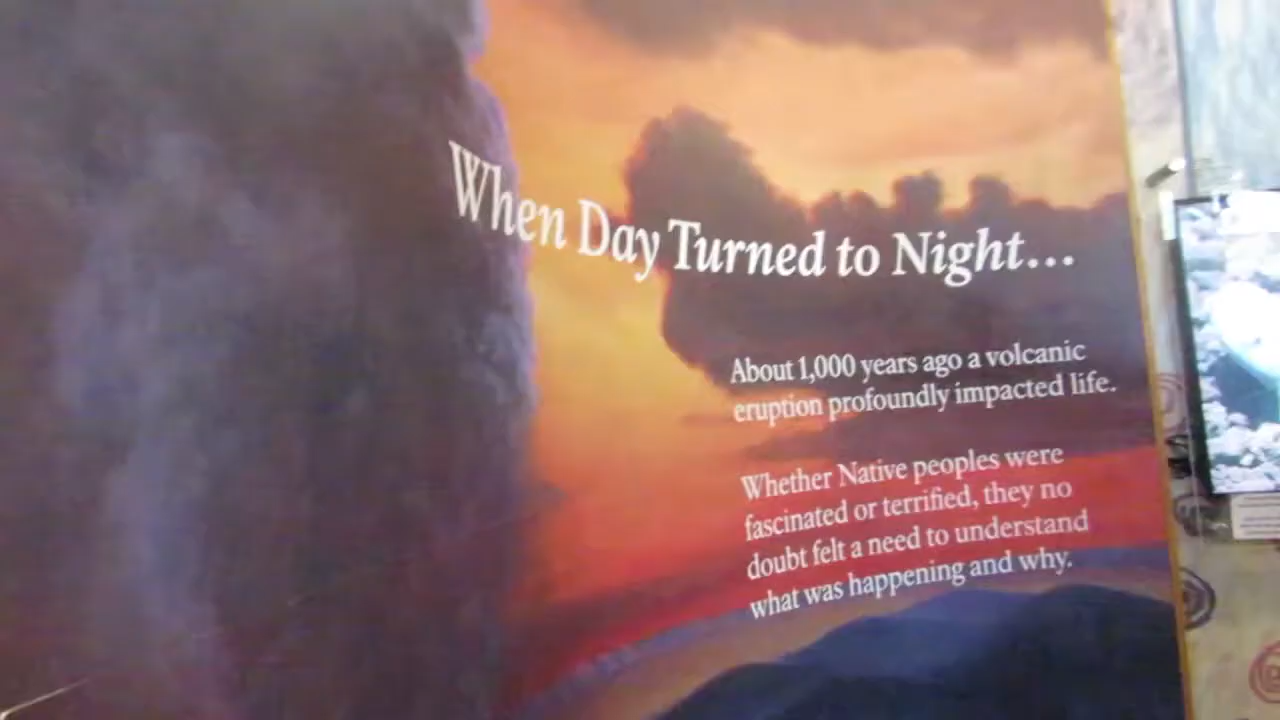 When Day Turned to Night...
About 1,000 years ago a volcanic
eruption profoundly impacted life.
Whether Native peoples were
fascinated or terrified, they no
doubt felt a need to understand
what was happening and why.